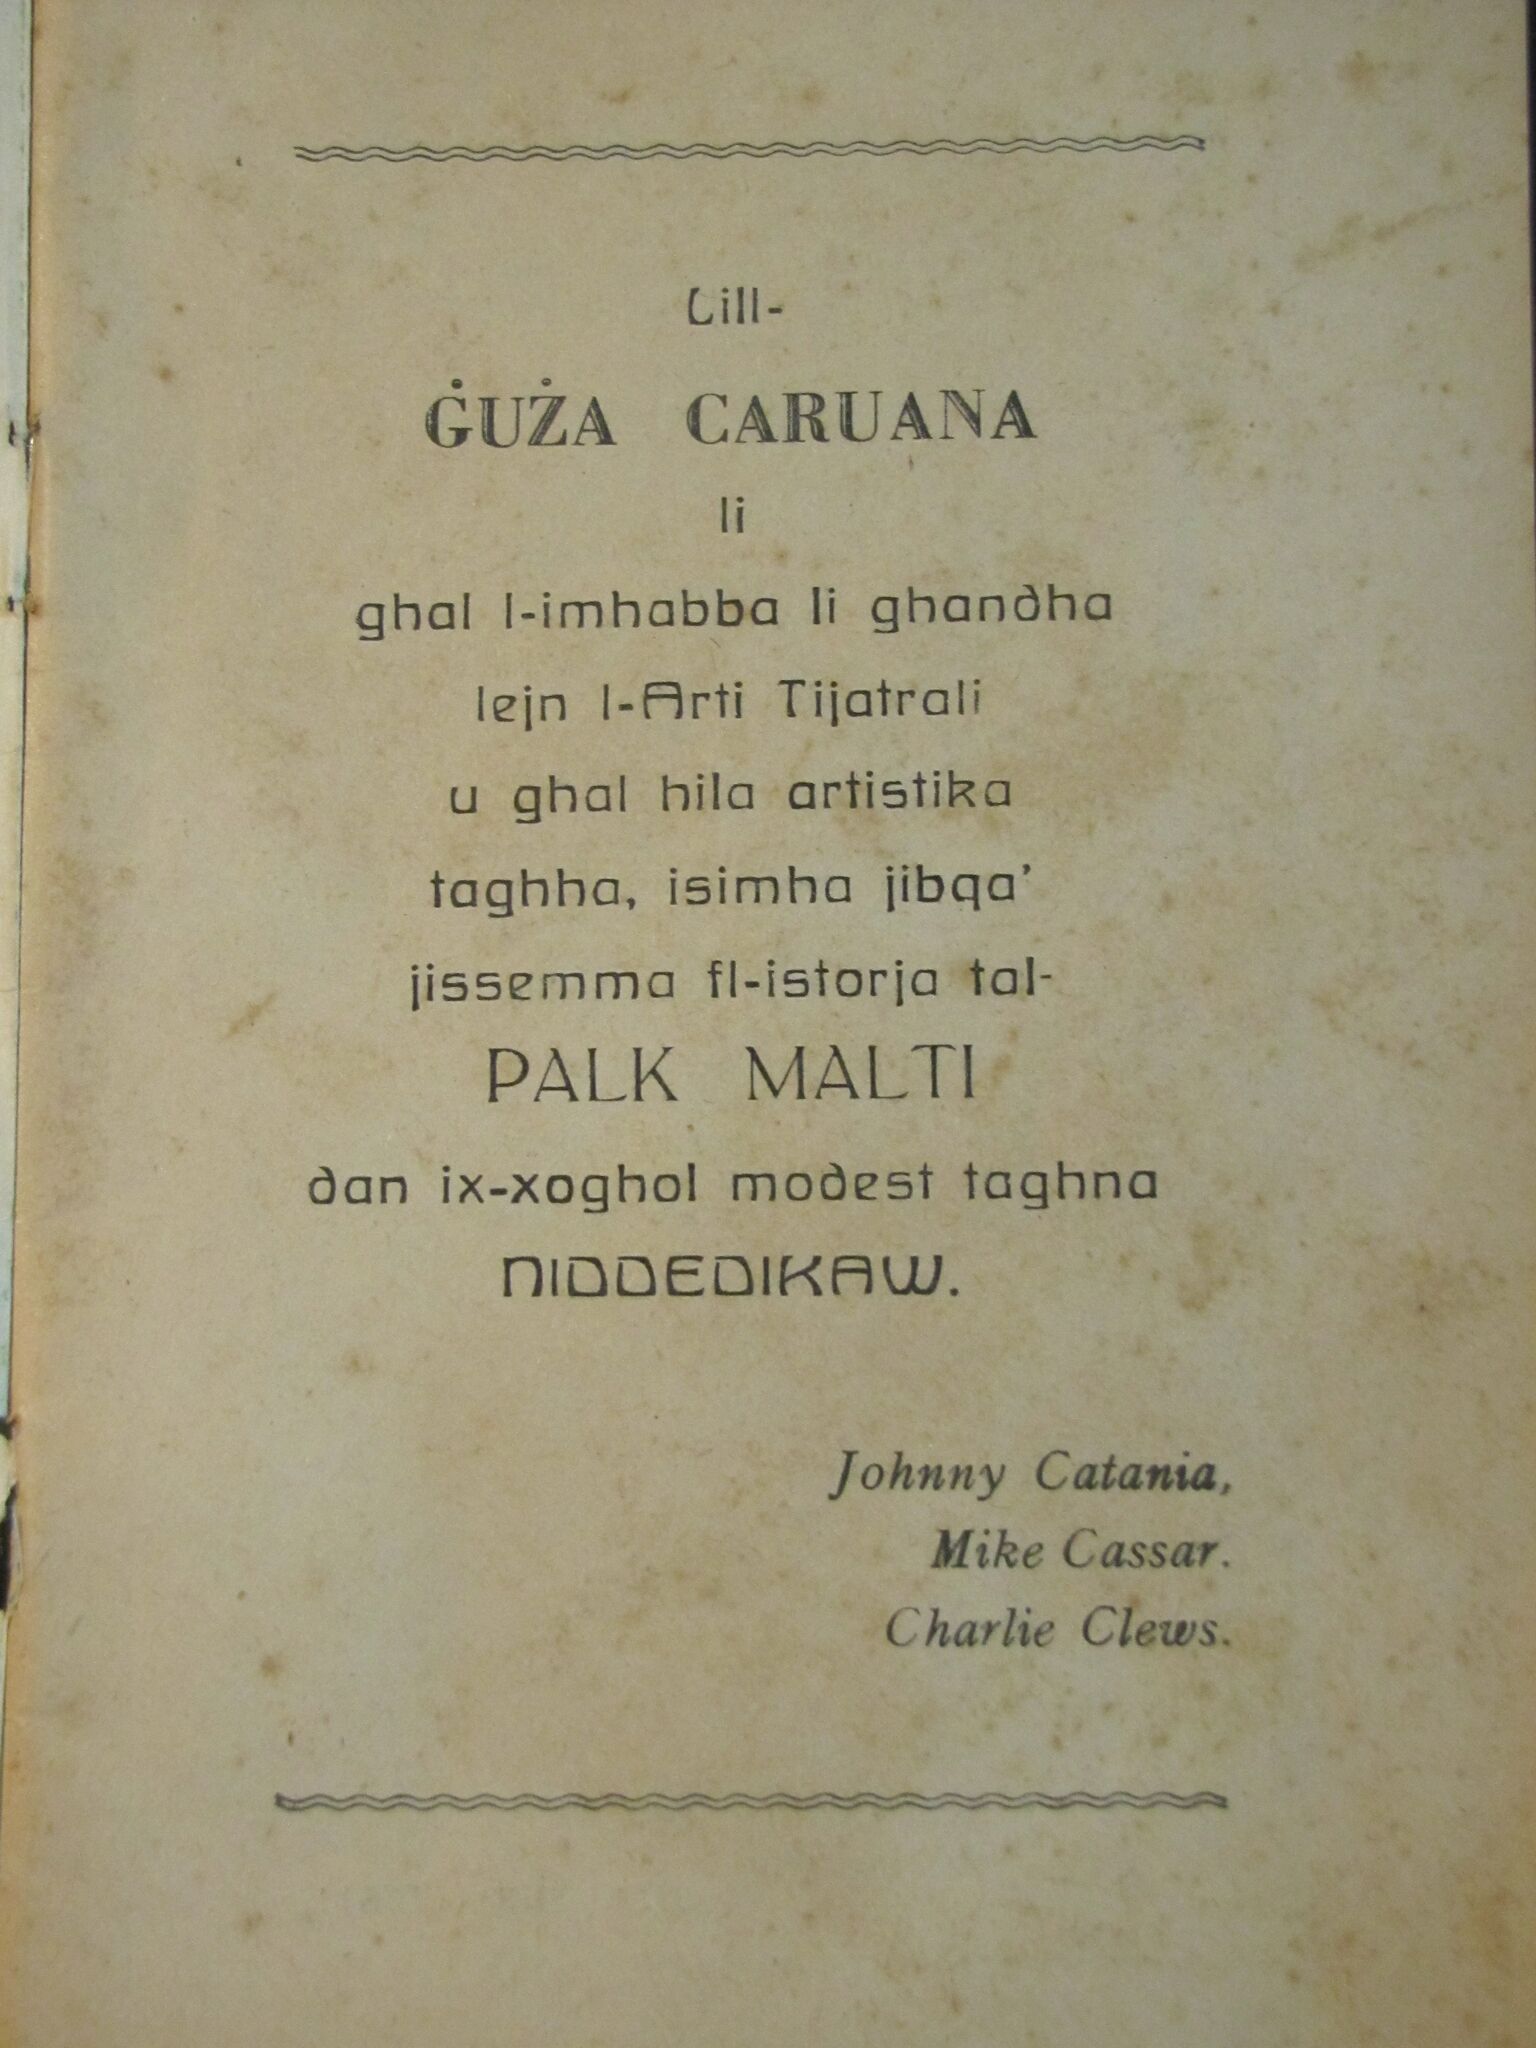 Lill-
ĠUŻA CARUANA
li
ghal l-imhabba li ghandha
lejn l-Arti Tijatrali
u ghal hila artistika
taghha, isimha jibqa'
jissemma fl-istorja tal-
PALK MALTI
dan ix-xoghol modest taghna
NIDDEDIKAW.
Johnny Catania,
Mike Cassar.
Charlie Clews.